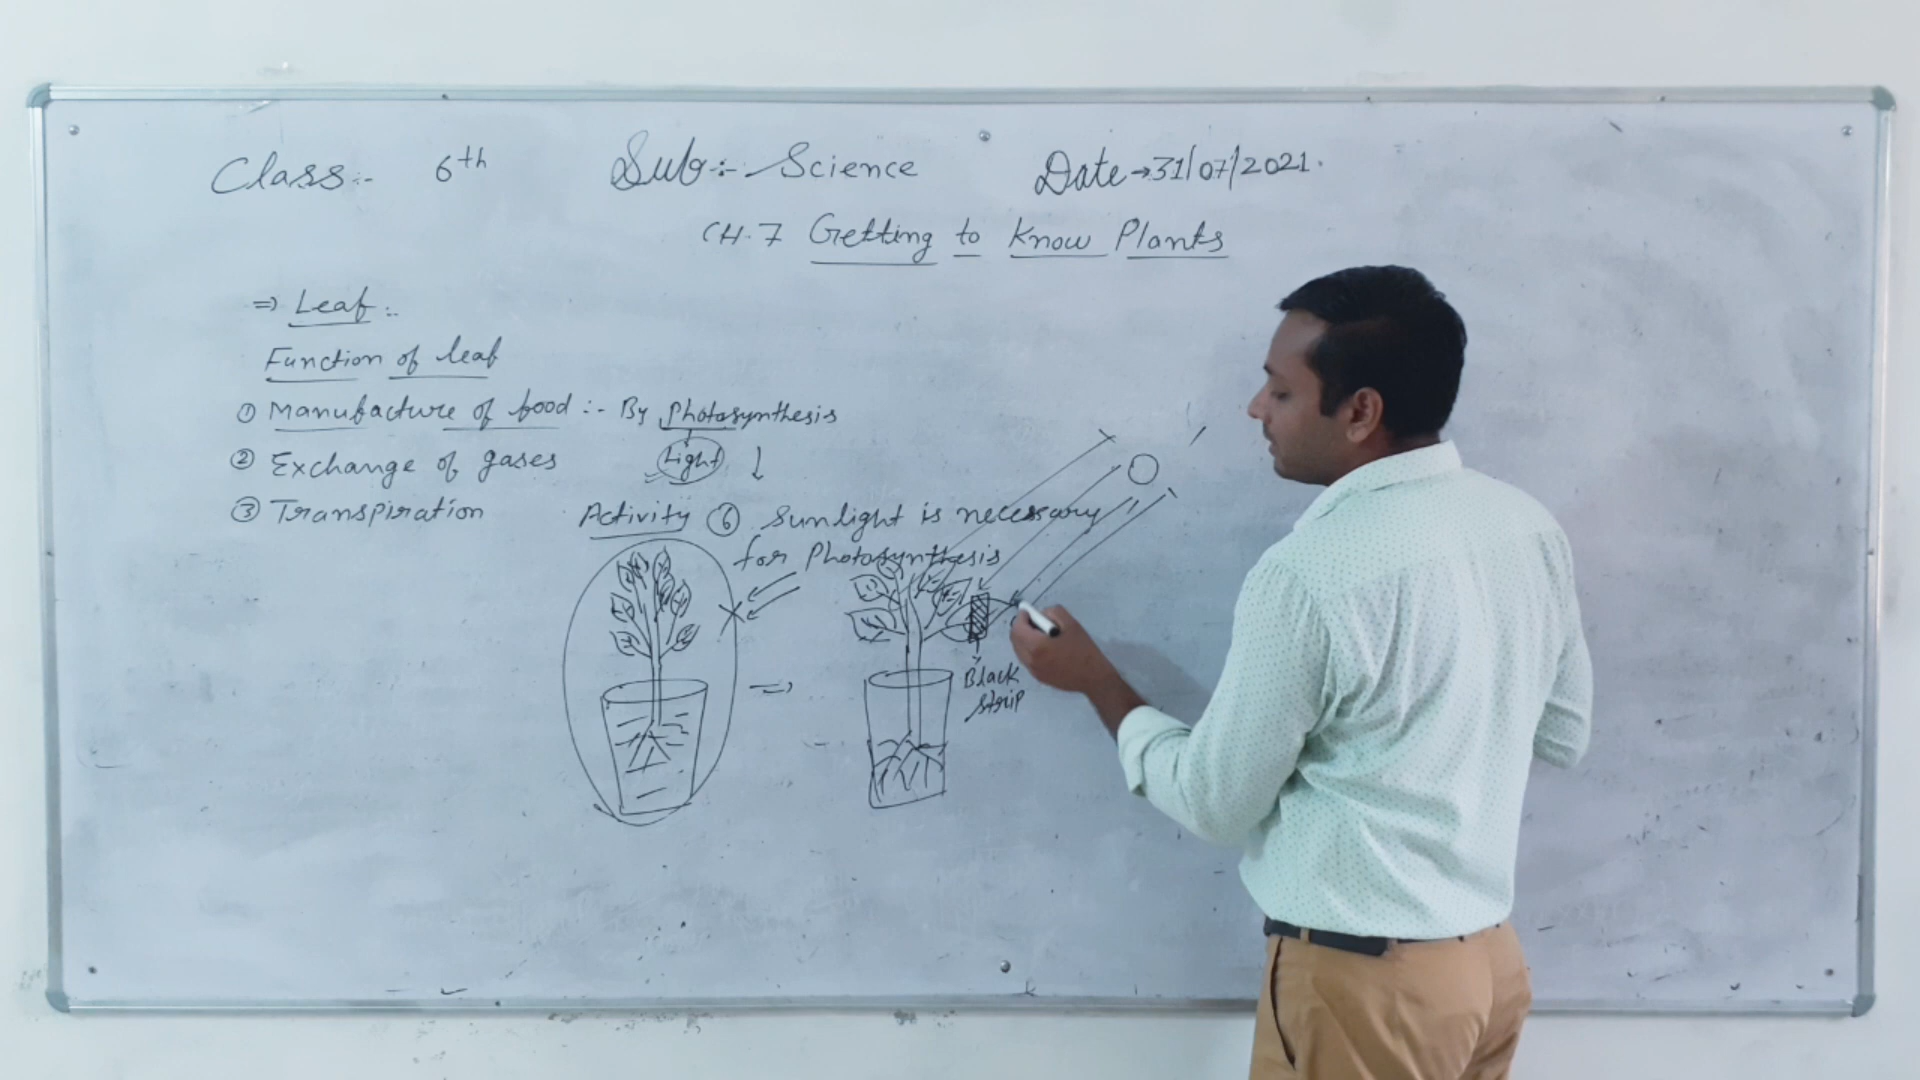 Class:- 6th Sub:- Science Date→31/07/2021.
CH.7 Getting to Know Plants
⇒ Leaf:-
Function of leaf
① Manufacture of food :- By Photosynthesis
Light ↓
② Exchange of gases
③ Transpiration
Activity ⑥ Sunlight is necessary
for Photosynthesis
⇒
Black
strip